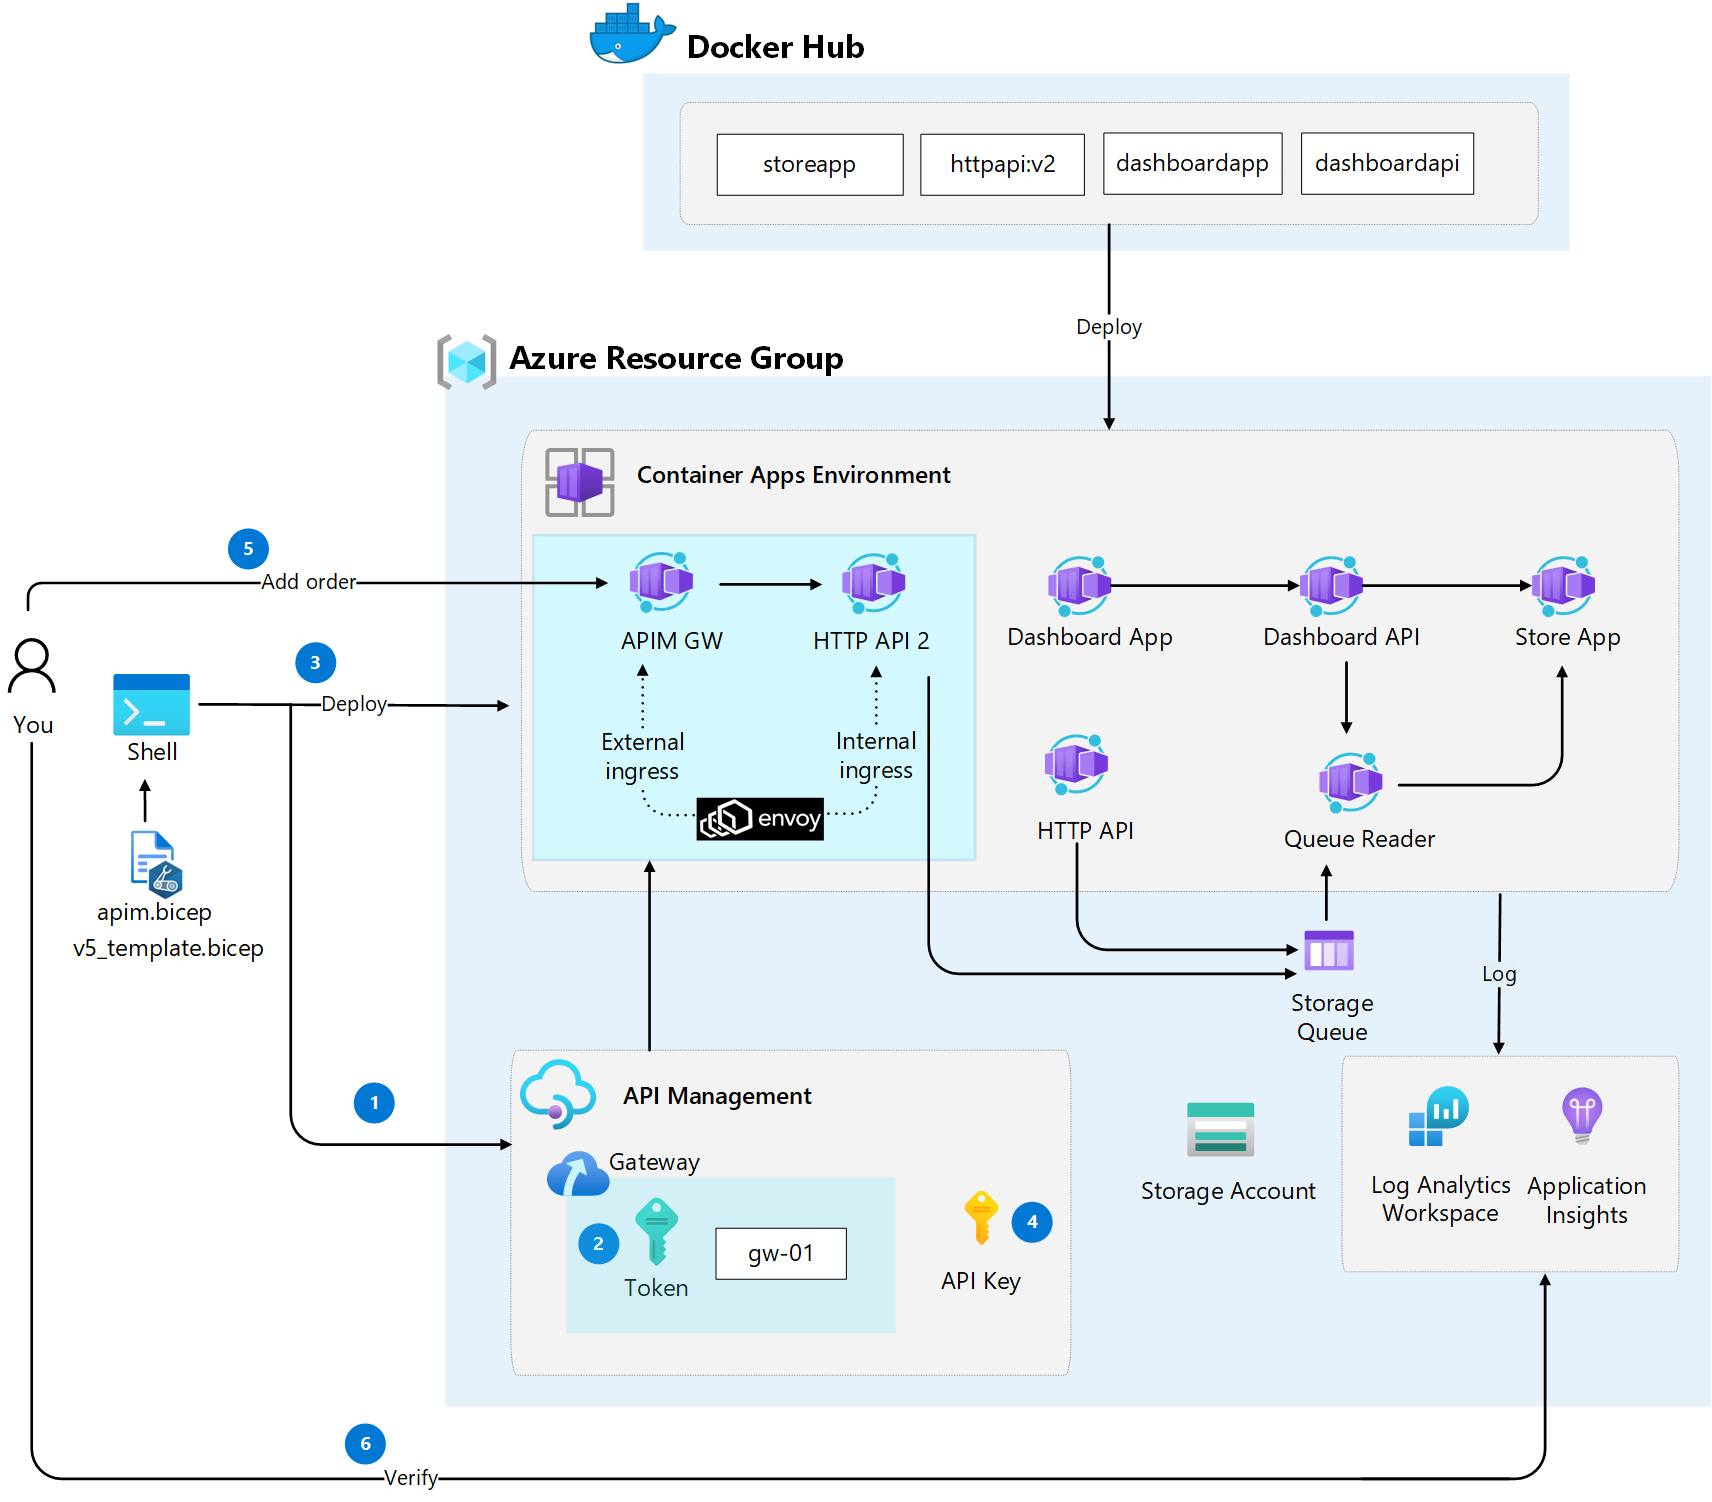 Docker Hub
storeapp
httpapi:v2
dashboardapp
dashboardapi
Deploy
Azure Resource Group
Container Apps Environment
5
Add order
APIM GW
HTTP API 2
Dashboard App
Dashboard API
Store App
3
Deploy
You
Shell
External
ingress
Internal
ingress
envoy
HTTP API
Queue Reader
apim.bicep
v5_template.bicep
Storage
Queue
Log
1
API Management
Gateway
2
Token
gw-01
4
API Key
Storage Account
Log Analytics
Workspace
Application
Insights
6
Verify